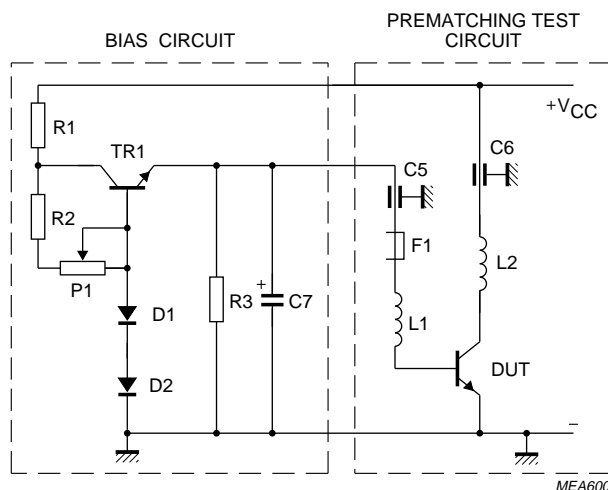 PREMATCHING TEST
CIRCUIT
BIAS CIRCUIT
+VCC
R1
TR1
C5
C6
R2
F1
P1
L2
D1
R3
+
C7
L1
D2
DUT
−
MEA600